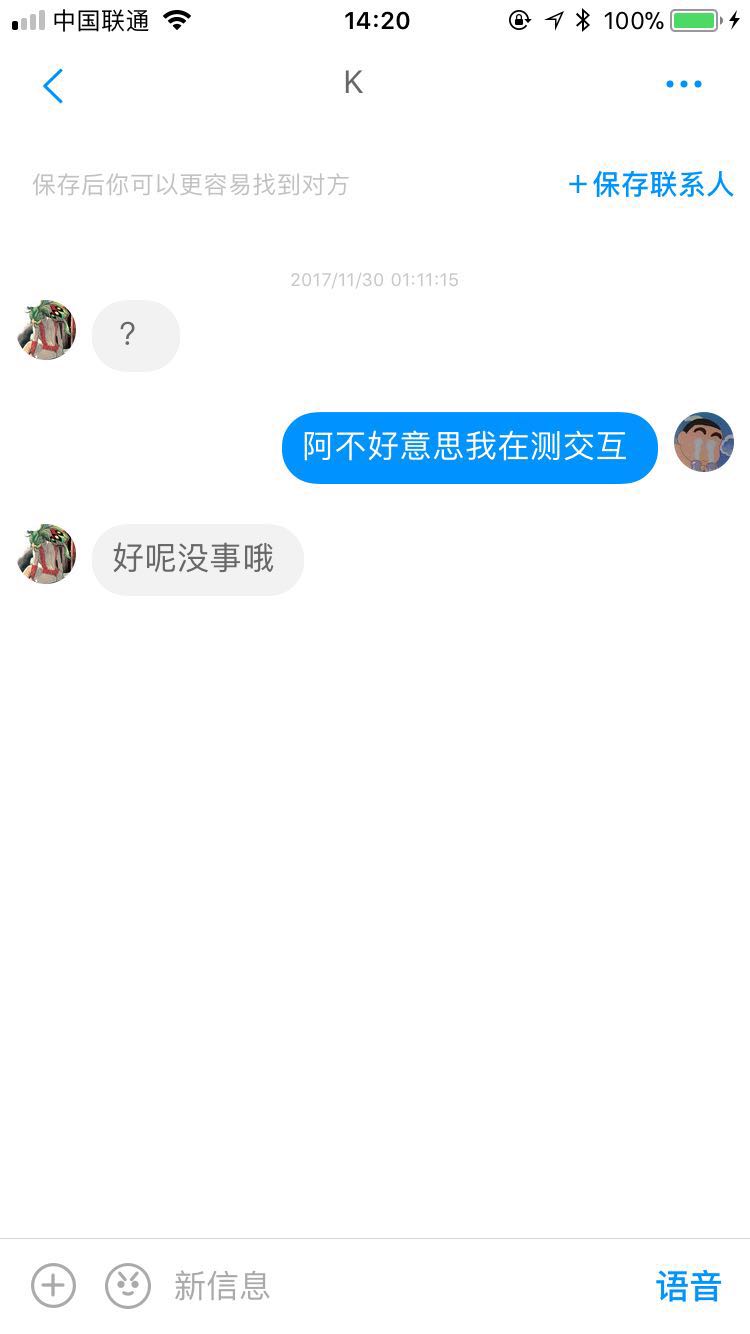 中国联通 14:20 100%
K
保存后你可以更容易找到对方 +保存联系人
2017/11/30 01:11:15
?
阿不好意思我在测交互
好呢没事哦
新信息 语音